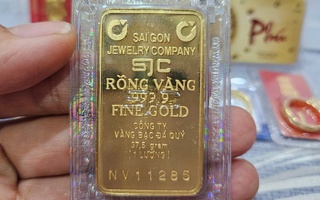 SAIGON
JEWELRY COMPANY
SJC
RỒNG VÀNG
999.9
FINE GOLD
CÔNG TY
VÀNG BẠC ĐÁ QUÝ
37,5 gram
(1 LƯỢNG)
NV11285